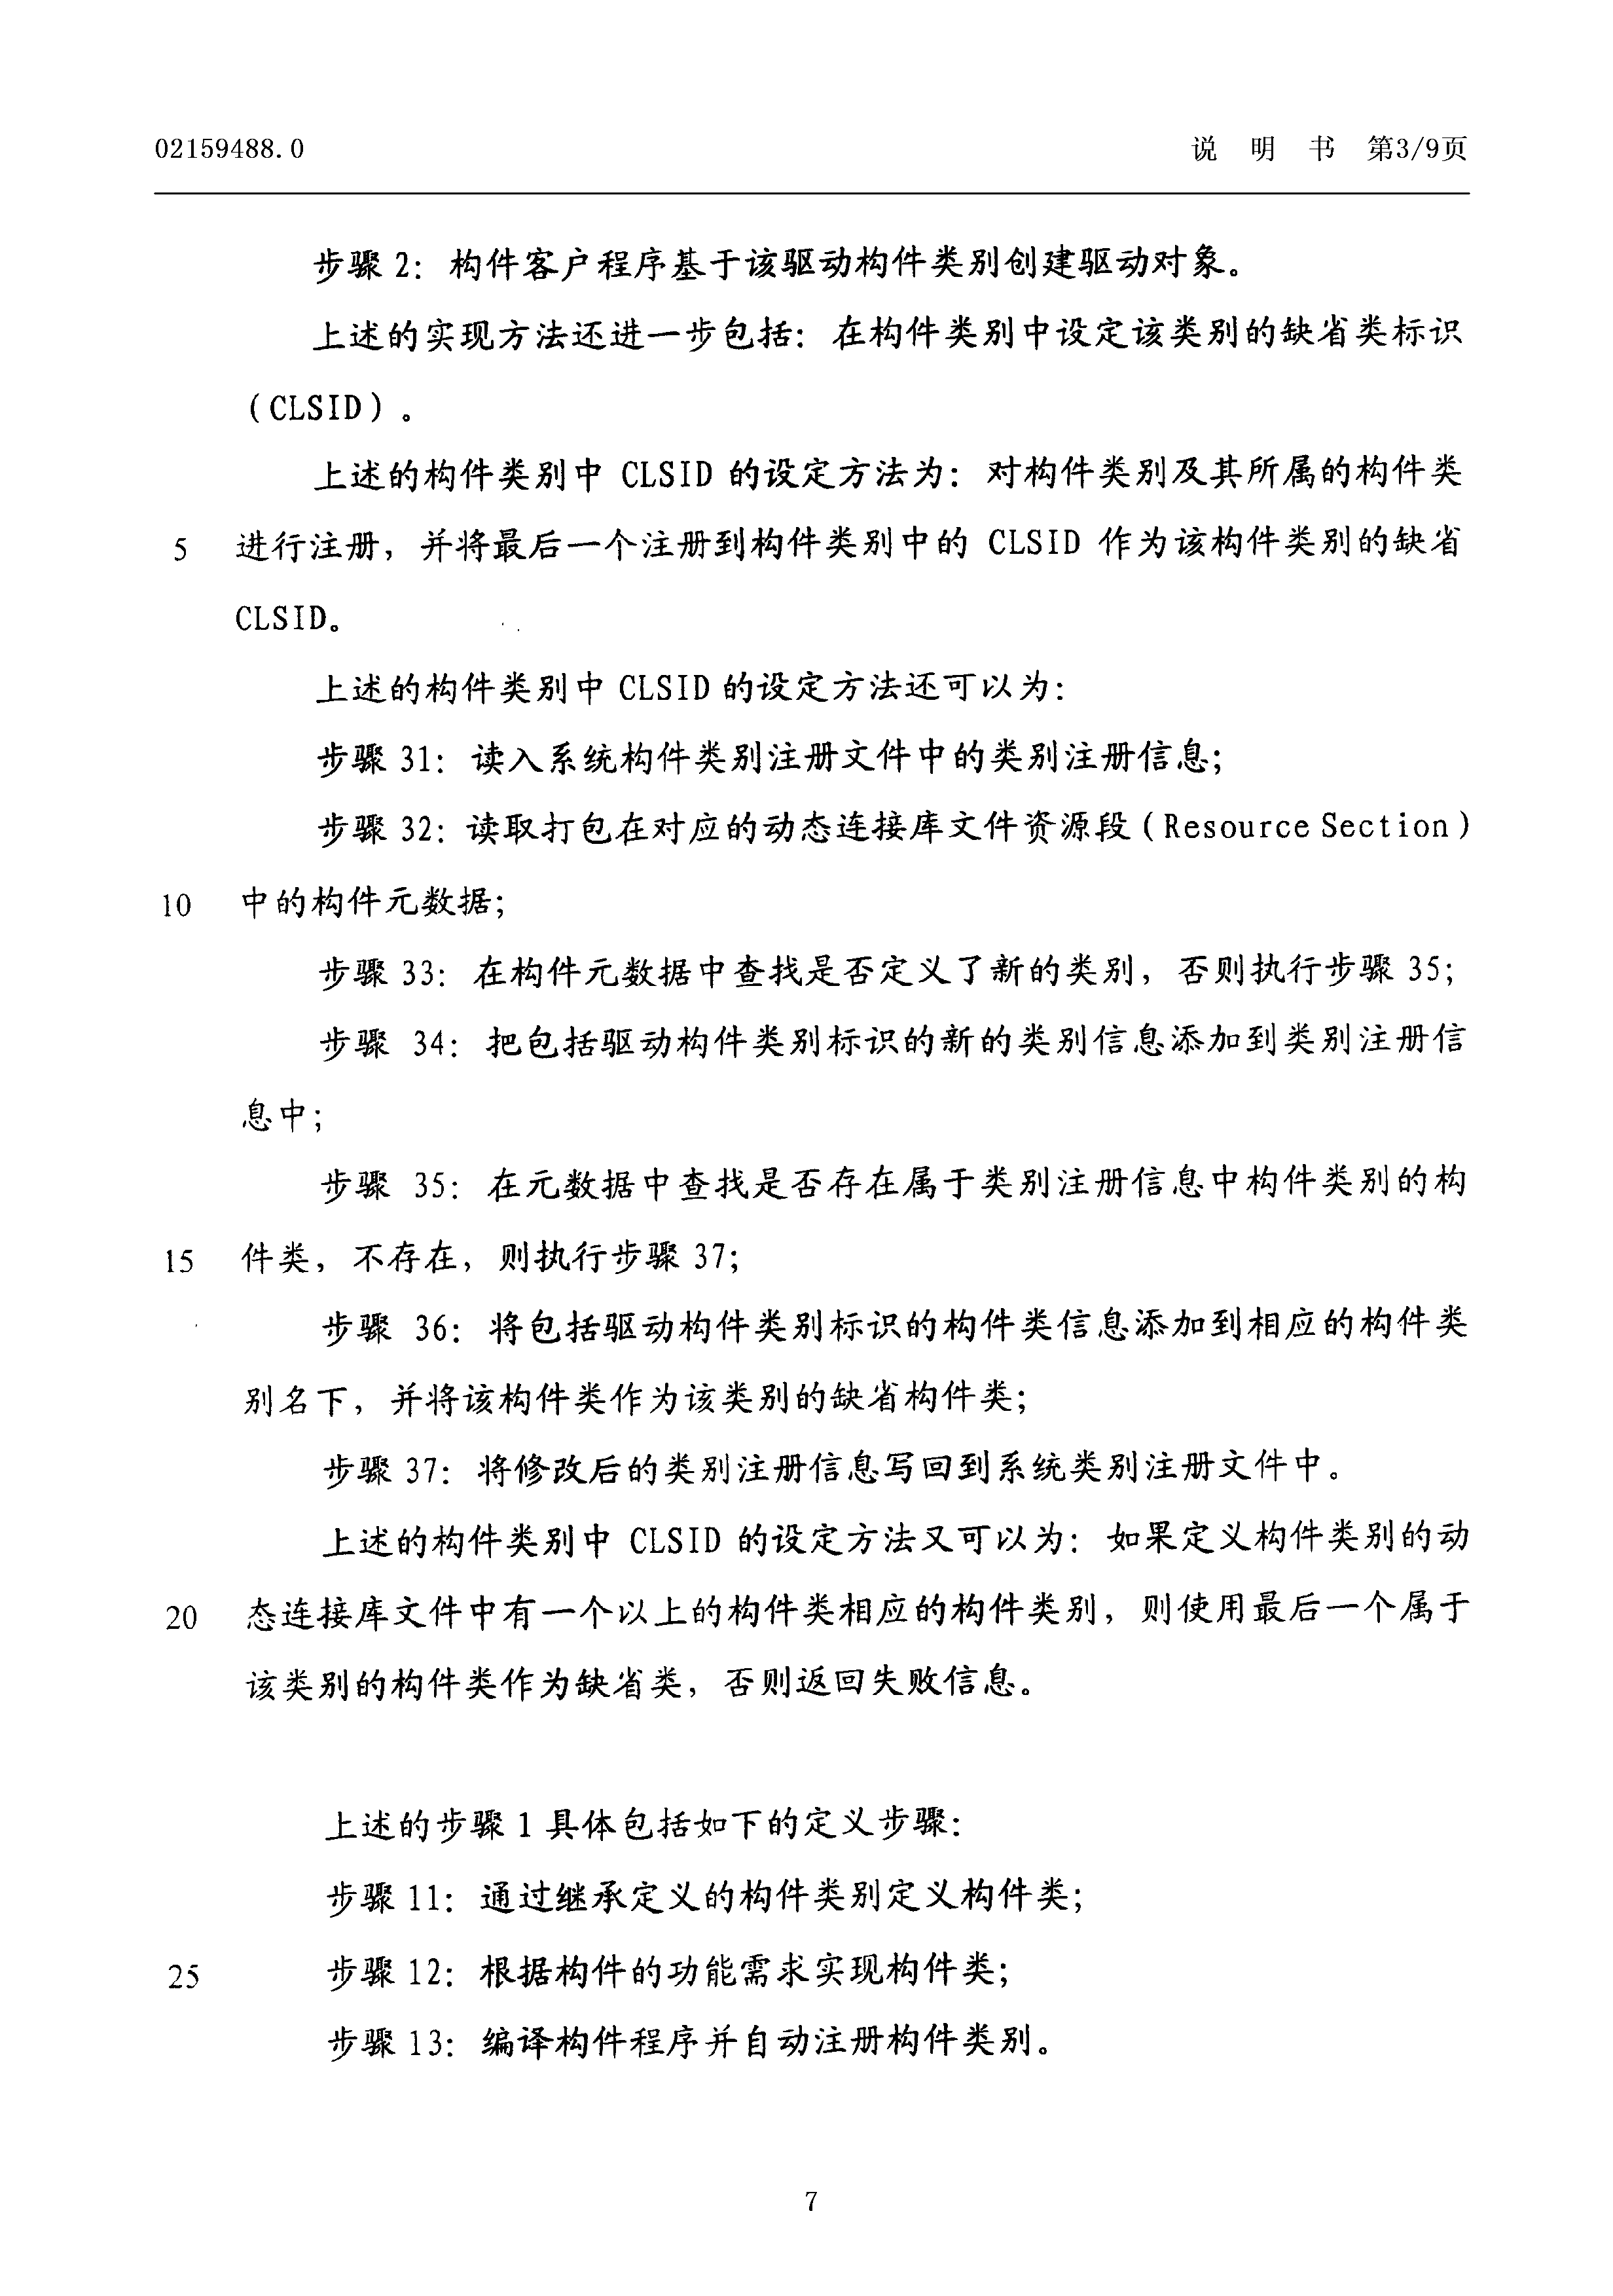 02159488.0 说 明 书 第3/9页
步骤 2：构件客户程序基于该驱动构件类别创建驱动对象。
上述的实现方法还进一步包括：在构件类别中设定该类别的缺省类标识
（CLSID）。
上述的构件类别中 CLSID 的设定方法为：对构件类别及其所属的构件类
5 进行注册，并将最后一个注册到构件类别中的 CLSID 作为该构件类别的缺省
CLSID。
上述的构件类别中 CLSID 的设定方法还可以为：
步骤 31：读入系统构件类别注册文件中的类别注册信息；
步骤 32：读取打包在对应的动态连接库文件资源段（Resource Section）
10 中的构件元数据；
步骤 33：在构件元数据中查找是否定义了新的类别，否则执行步骤 35；
步骤 34：把包括驱动构件类别标识的新的类别信息添加到类别注册信
息中；
步骤 35：在元数据中查找是否存在属于类别注册信息中构件类别的构
15 件类，不存在，则执行步骤 37；
步骤 36：将包括驱动构件类别标识的构件类信息添加到相应的构件类
别名下，并将该构件类作为该类别的缺省构件类；
步骤 37：将修改后的类别注册信息写回到系统类别注册文件中。
上述的构件类别中 CLSID 的设定方法又可以为：如果定义构件类别的动
20 态连接库文件中有一个以上的构件类相应的构件类别，则使用最后一个属于
该类别的构件类作为缺省类，否则返回失败信息。
上述的步骤 1 具体包括如下的定义步骤：
步骤 11：通过继承定义的构件类别定义构件类；
25 步骤 12：根据构件的功能需求实现构件类；
步骤 13：编译构件程序并自动注册构件类别。
7